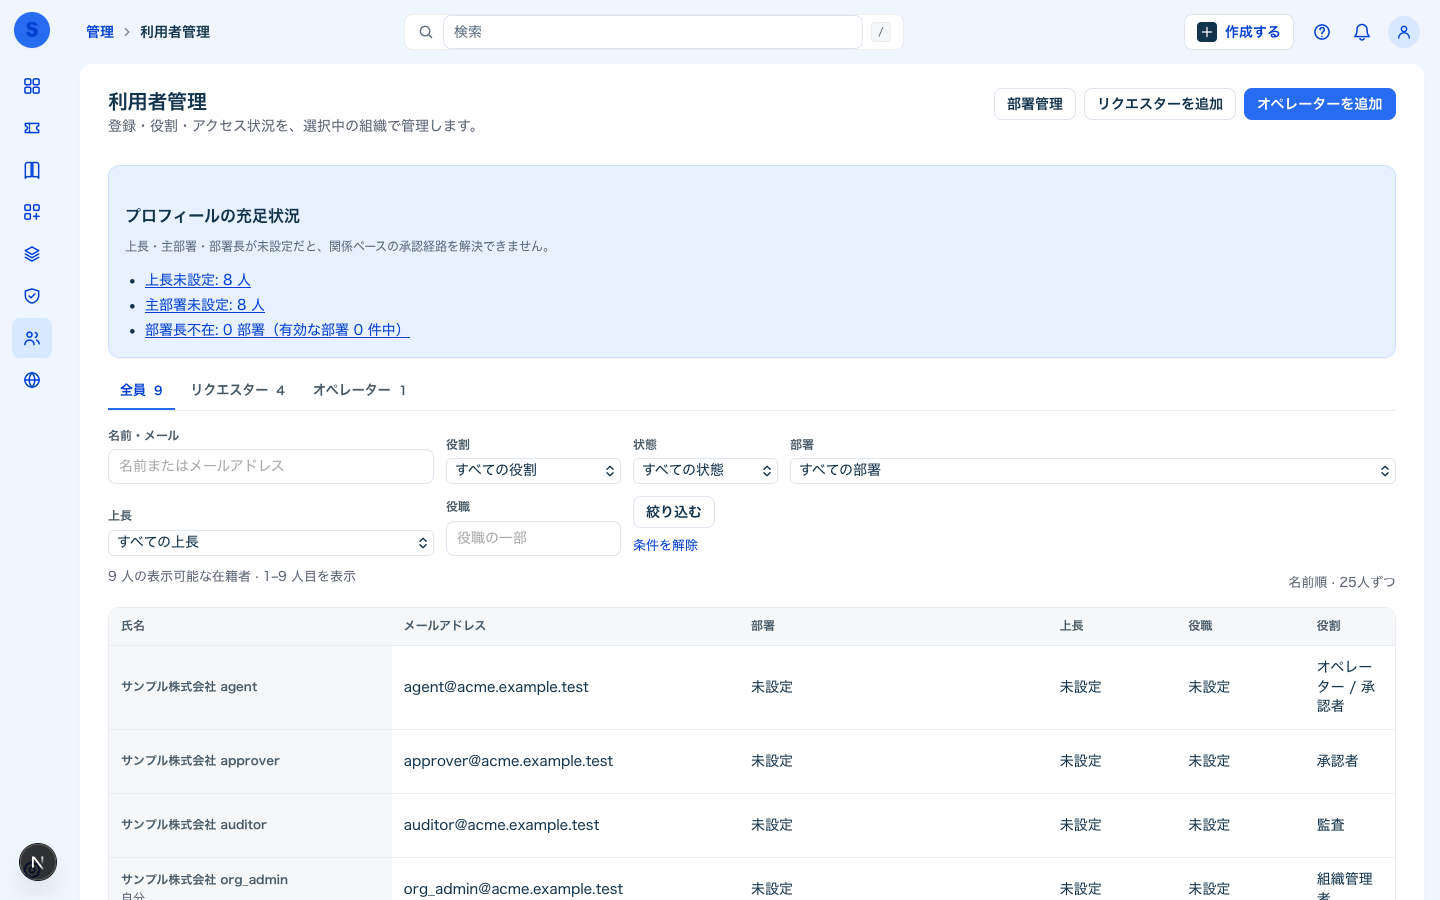 S
管理 > 利用者管理
検索
/
作成する
利用者管理
登録・役割・アクセス状況を、選択中の組織で管理します。
部署管理
リクエスターを追加
オペレーターを追加
プロフィールの充足状況
上長・主部署・部署長が未設定だと、関係ベースの承認経路を解決できません。
• 上長未設定: 8 人
• 主部署未設定: 8 人
• 部署長不在: 0 部署（有効な部署 0 件中）
全員 9 リクエスター 4 オペレーター 1
名前・メール
名前またはメールアドレス
役割
すべての役割
状態
すべての状態
部署
すべての部署
上長
すべての上長
役職
役職の一部
絞り込む
条件を解除
9 人の表示可能な在籍者 · 1–9 人目を表示
名前順 · 25人ずつ
氏名 メールアドレス 部署 上長 役職 役割
サンプル株式会社 agent agent@acme.example.test 未設定 未設定 未設定 オペレーター / 承認者
サンプル株式会社 approver approver@acme.example.test 未設定 未設定 未設定 承認者
サンプル株式会社 auditor auditor@acme.example.test 未設定 未設定 未設定 監査
サンプル株式会社 org_admin org_admin@acme.example.test 未設定 未設定 未設定 組織管理者
自分
N